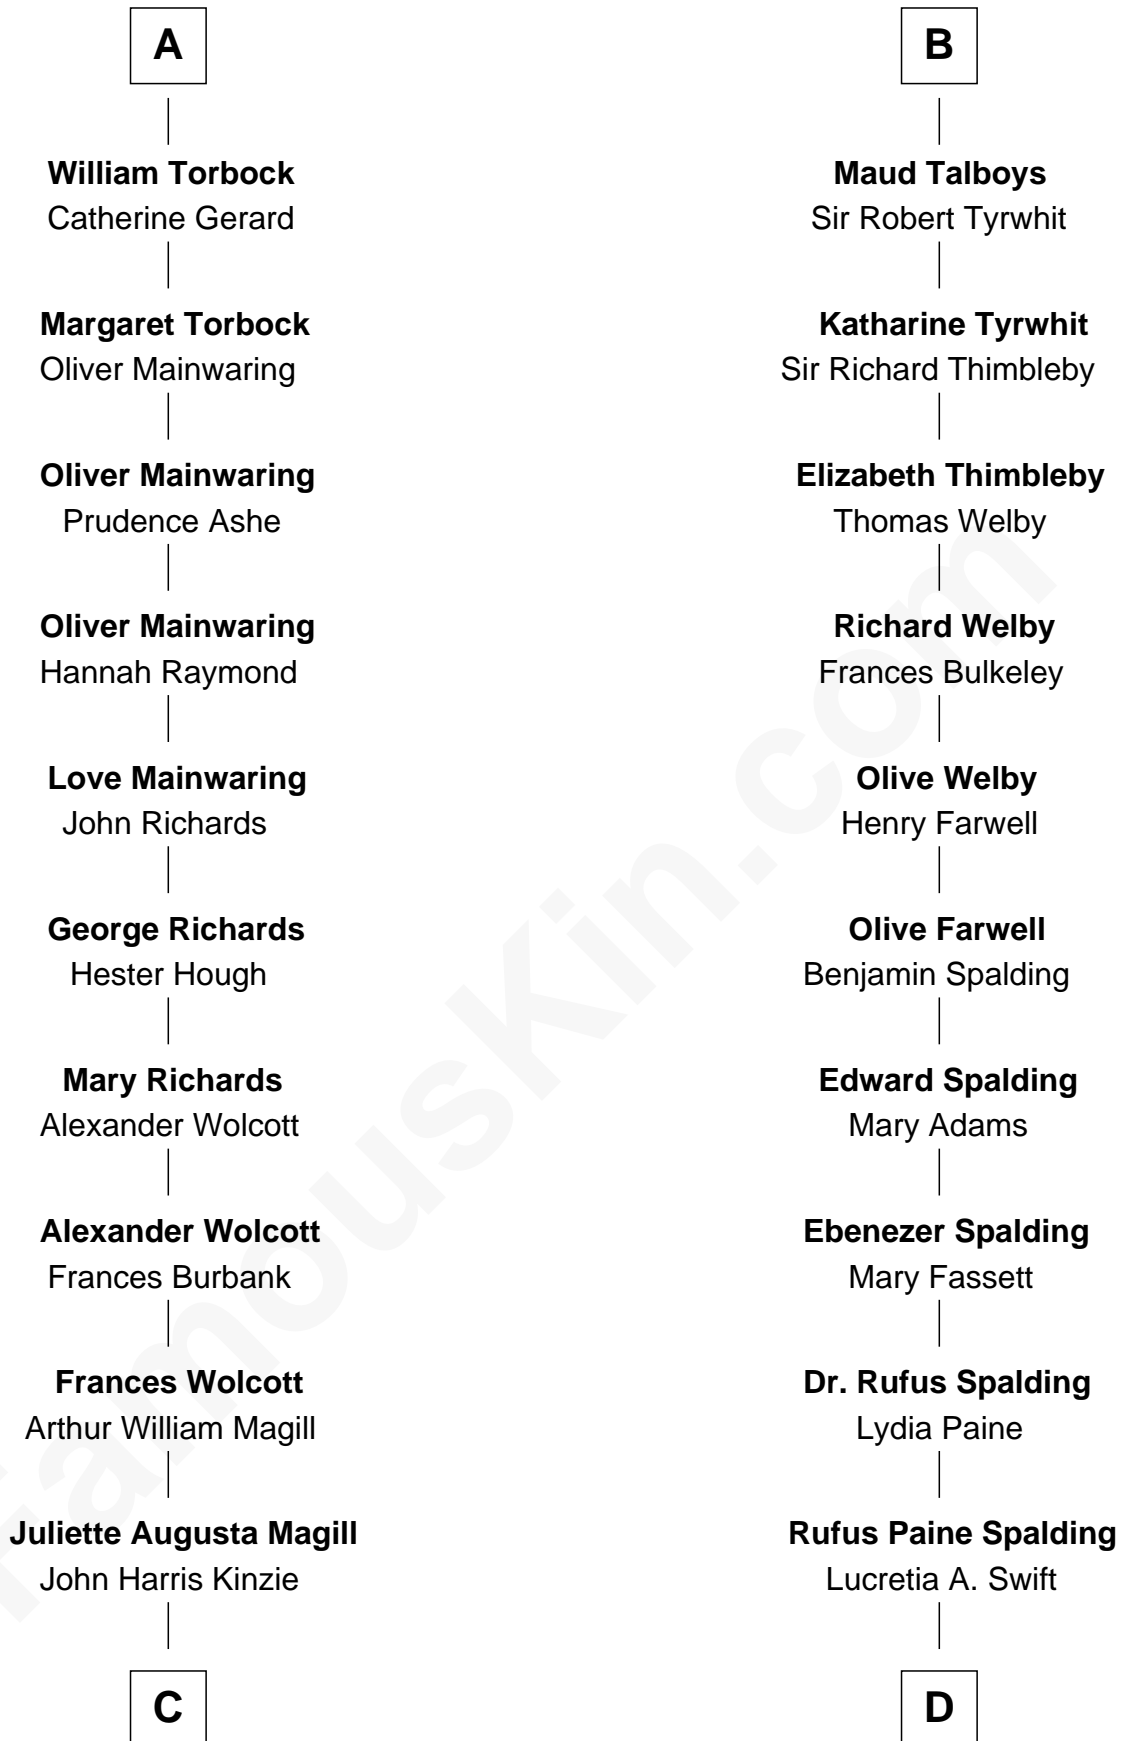 A
William Torbock
Catherine Gerard
Margaret Torbock
Oliver Mainwaring
Oliver Mainwaring
Prudence Ashe
Oliver Mainwaring
Hannah Raymond
Love Mainwaring
John Richards
George Richards
Hester Hough
Mary Richards
Alexander Wolcott
Alexander Wolcott
Frances Burbank
Frances Wolcott
Arthur William Magill
Juliette Augusta Magill
John Harris Kinzie
C
B
Maud Talboys
Sir Robert Tyrwhit
Katharine Tyrwhit
Sir Richard Thimbleby
Elizabeth Thimbleby
Thomas Welby
Richard Welby
Frances Bulkeley
Olive Welby
Henry Farwell
Olive Farwell
Benjamin Spalding
Edward Spalding
Mary Adams
Ebenezer Spalding
Mary Fassett
Dr. Rufus Spalding
Lydia Paine
Rufus Paine Spalding
Lucretia A. Swift
D
FamousKin.com